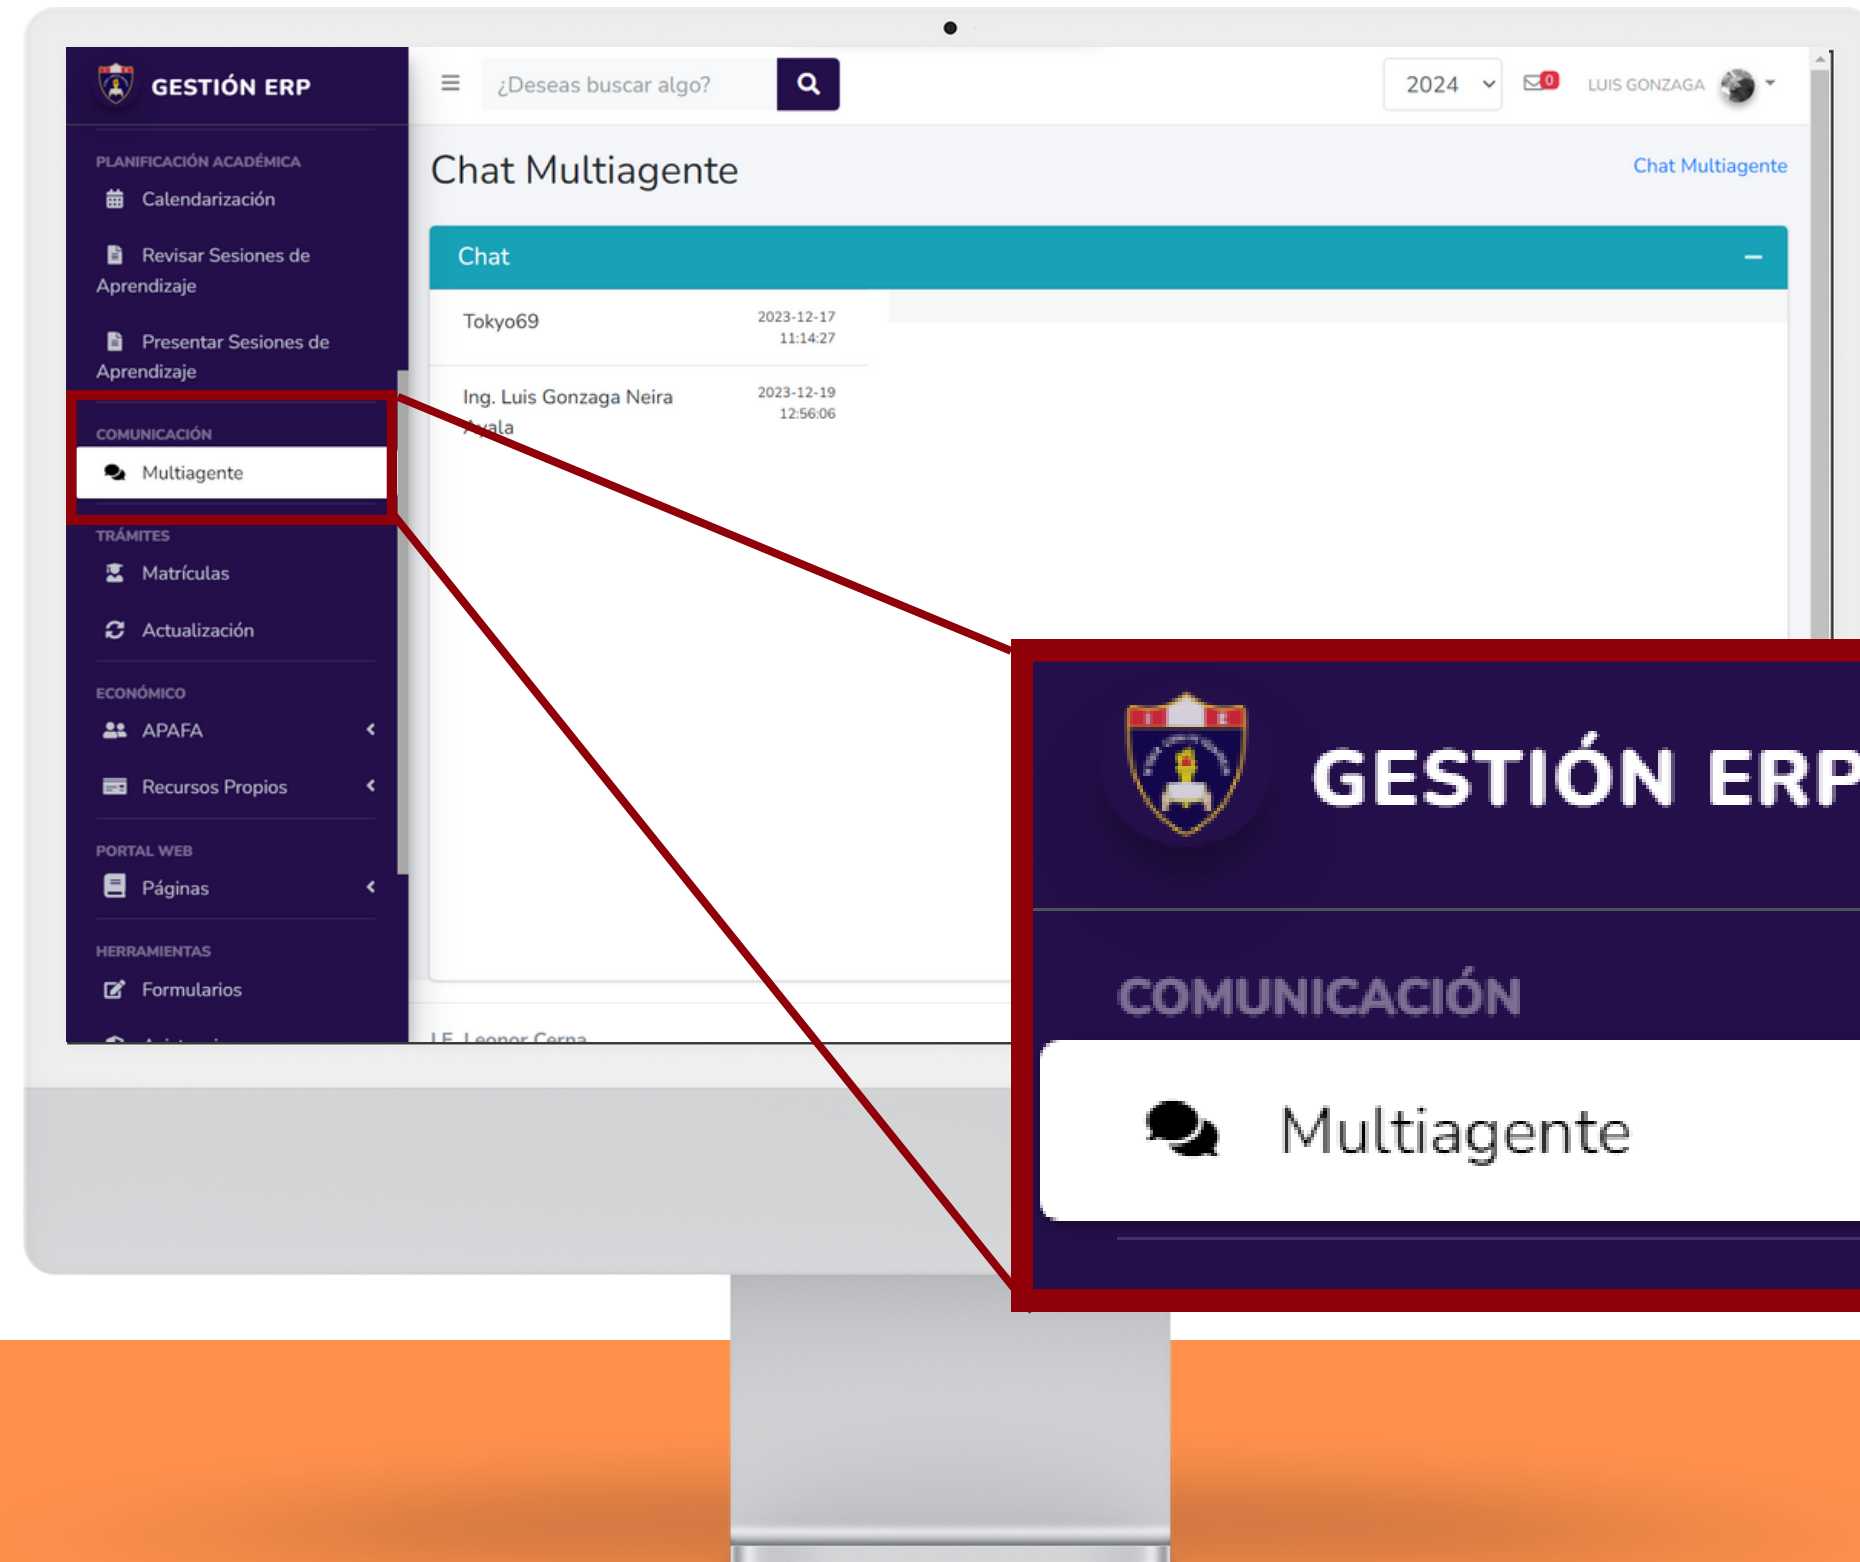 GESTIÓN ERP
¿Deseas buscar algo?
2024
0
LUIS GONZAGA
PLANIFICACIÓN ACADÉMICA
Calendarización
Revisar Sesiones de
Aprendizaje
Presentar Sesiones de
Aprendizaje
COMUNICACIÓN
Multiagente
TRÁMITES
Matrículas
Actualización
ECONÓMICO
APAFA
Recursos Propios
PORTAL WEB
Páginas
HERRAMIENTAS
Formularios
Chat Multiagente
Chat Multiagente
Chat
Tokyo69
2023-12-17
11:14:27
Ing. Luis Gonzaga Neira
Ayala
2023-12-19
12:56:06
I.E. Leonor Cerna
I E
GESTIÓN ERP
COMUNICACIÓN
Multiagente